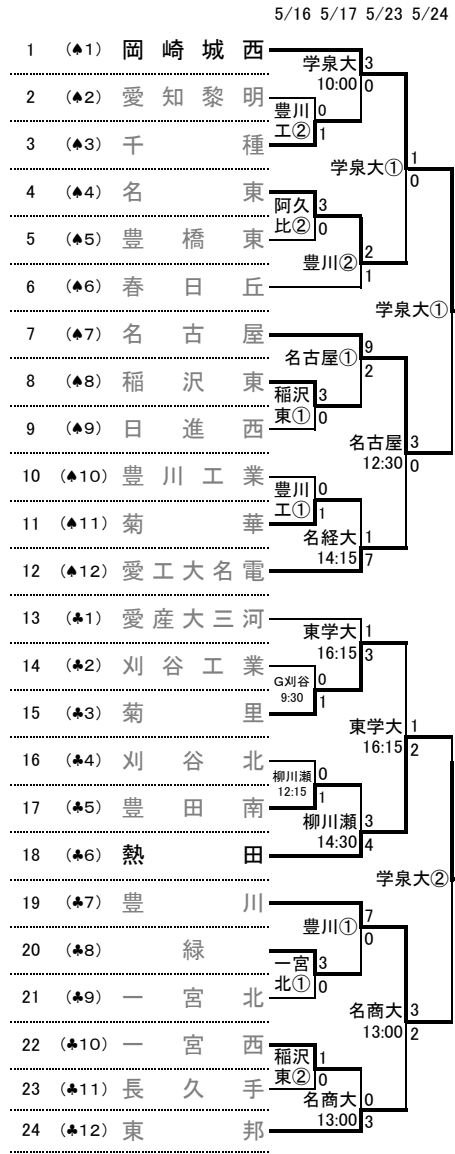 5/16 5/17 5/23 5/24
1 (♠1) 岡崎城西
学泉大 3
10:00 0
2 (♠2) 愛知黎明
豊川 0
工② 1
3 (♠3) 千種
学泉大① 1
0
4 (♠4) 名東
阿久 3
比② 0
5 (♠5) 豊橋東
豊川② 2
1
6 (♠6) 春日丘
学泉大①
7 (♠7) 名古屋
名古屋① 9
2
8 (♠8) 稲沢東
稲沢 3
東① 0
9 (♠9) 日進西
名古屋 3
12:30 0
10 (♠10) 豊川工業
豊川 0
工① 1
11 (♠11) 菊華
名経大 1
14:15 7
12 (♠12) 愛工大名電
13 (♣1) 愛産大三河
東学大 1
16:15 3
14 (♣2) 刈谷工業
G刈谷 0
9:30 1
15 (♣3) 菊里
東学大 1
16:15 2
16 (♣4) 刈谷北
柳川瀬 0
12:15 1
17 (♣5) 豊田南
柳川瀬 3
14:30 4
18 (♣6) 熱田
学泉大②
19 (♣7) 豊川
豊川① 7
0
20 (♣8) 緑
一宮 3
北① 0
21 (♣9) 一宮北
名商大 3
13:00 2
22 (♣10) 一宮西
稲沢 1
東② 0
23 (♣11) 長久手
名商大 0
13:00 3
24 (♣12) 東邦